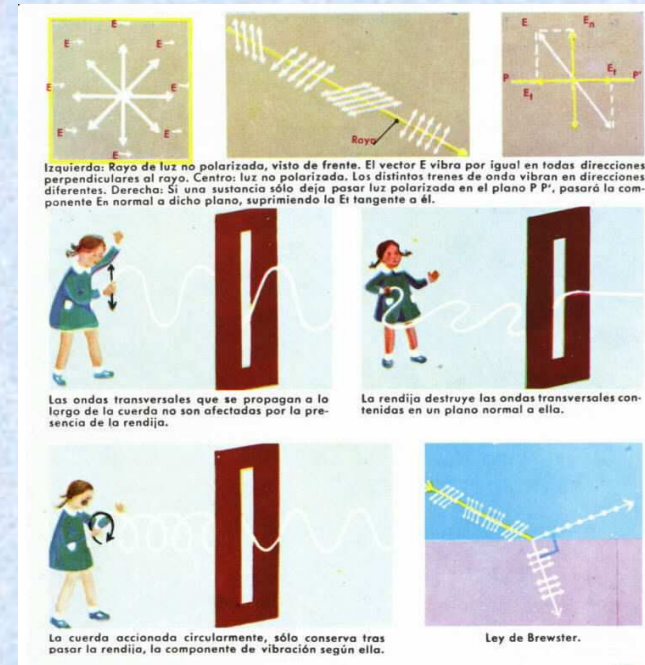 E
E
E
E
E
E
E
E
Rayo
E
En
P
P'
Et
Et
Izquierda: Rayo de luz no polarizada, visto de frente. El vector E vibra por igual en todas direcciones
perpendiculares al rayo. Centro: luz no polarizada. Los distintos trenes de onda vibran en direcciones
diferentes. Derecha: Si una sustancia sólo deja pasar luz polarizada en el plano P P', pasará la com-
ponente En normal a dicho plano, suprimiendo la Et tangente a él.
Las ondas transversales que se propagan a lo
largo de la cuerda no son afectadas por la pre-
sencia de la rendija.
La rendija destruye las ondas transversales con-
tenidas en un plano normal a ella.
La cuerda accionada circularmente, sólo conserva tras
pasar la rendija, la componente de vibración según ella.
Ley de Brewster.